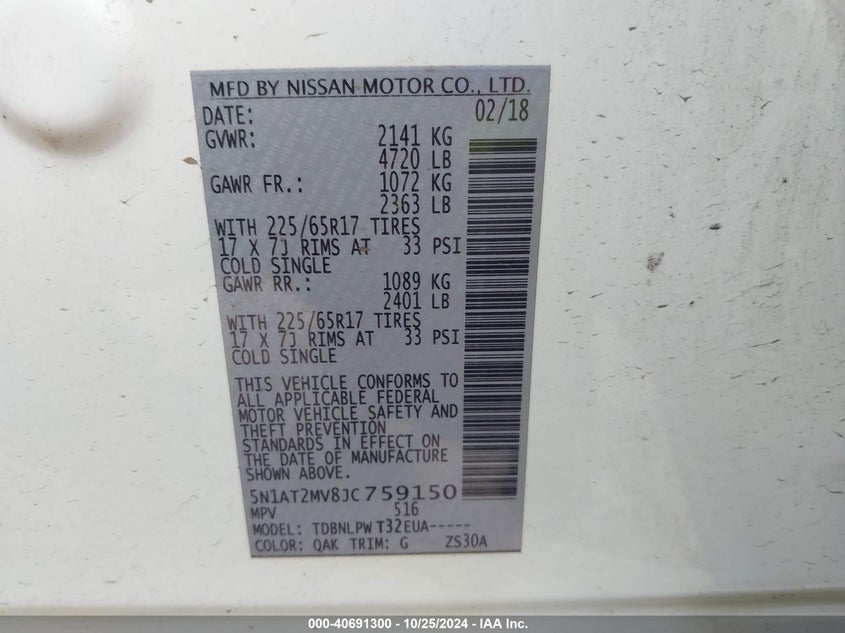 MFD BY NISSAN MOTOR CO., LTD.
DATE: 02/18
GVWR: 2141 KG
4720 LB
GAWR FR.: 1072 KG
2363 LB
WITH 225/65R17 TIRES
17 X 7J RIMS AT 33 PSI
COLD SINGLE
GAWR RR.: 1089 KG
2401 LB
WITH 225/65R17 TIRES
17 X 7J RIMS AT 33 PSI
COLD SINGLE
THIS VEHICLE CONFORMS TO
ALL APPLICABLE FEDERAL
MOTOR VEHICLE SAFETY AND
THEFT PREVENTION
STANDARDS IN EFFECT ON
THE DATE OF MANUFACTURE
SHOWN ABOVE.
5N1AT2MV8JC759150
MPV 516
MODEL: TDBNLPW T32EUA-----
COLOR: QAK TRIM: G ZS30A
000-40691300 - 10/25/2024 - IAA Inc.